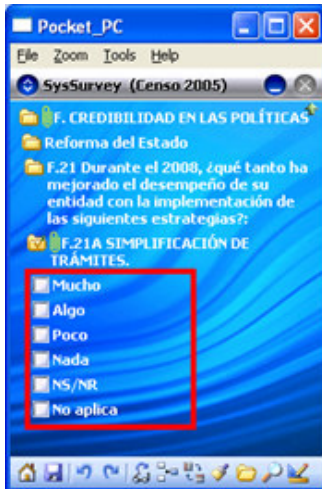 Pocket_PC
File Zoom Tools Help
SysSurvey (Censo 2005)
F. CREDIBILIDAD EN LAS POLÍTICAS
Reforma del Estado
F.21 Durante el 2008, ¿qué tanto ha
mejorado el desempeño de su
entidad con la implementación de
las siguientes estrategias?:
F.21A SIMPLIFICACIÓN DE
TRÁMITES.
Mucho
Algo
Poco
Nada
NS/NR
No aplica